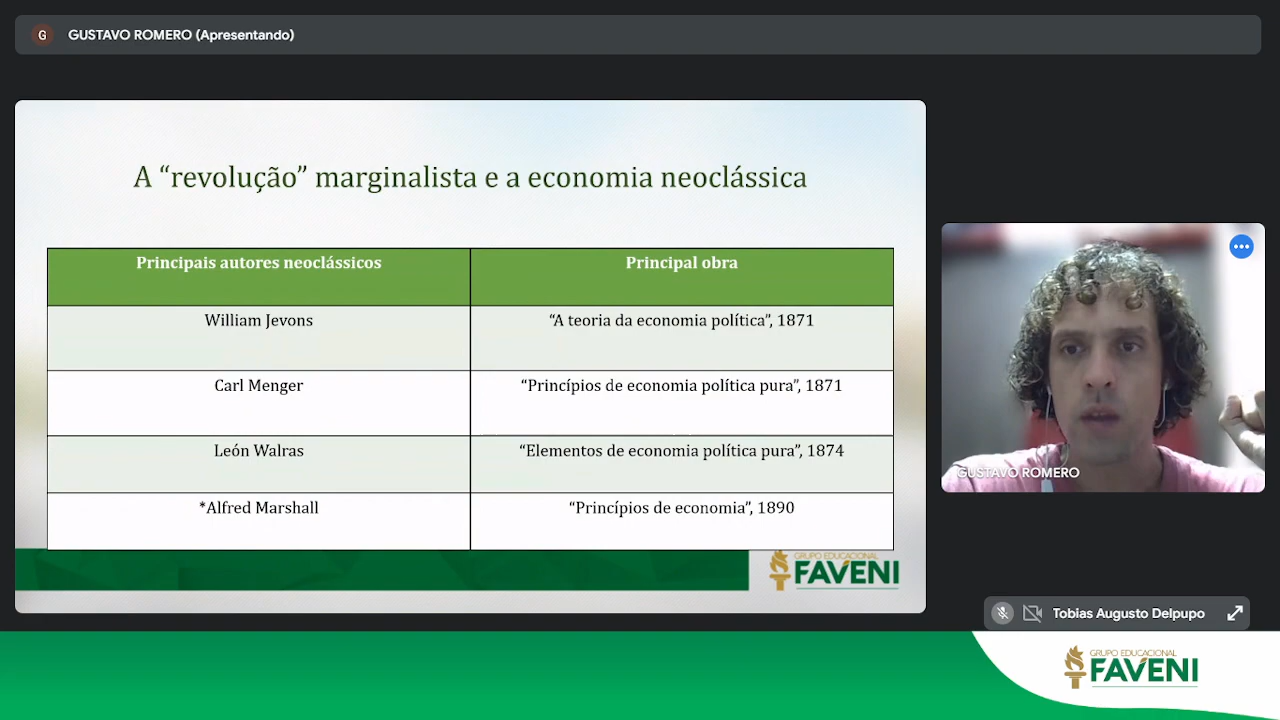 G GUSTAVO ROMERO (Apresentando)
A “revolução” marginalista e a economia neoclássica
Principais autores neoclássicos Principal obra
William Jevons “A teoria da economia política”, 1871
Carl Menger “Princípios de economia política pura”, 1871
León Walras “Elementos de economia política pura”, 1874
*Alfred Marshall “Princípios de economia”, 1890
GRUPO EDUCACIONAL
FAVENI
GUSTAVO ROMERO
Tobias Augusto Delpupo
GRUPO EDUCACIONAL
FAVENI